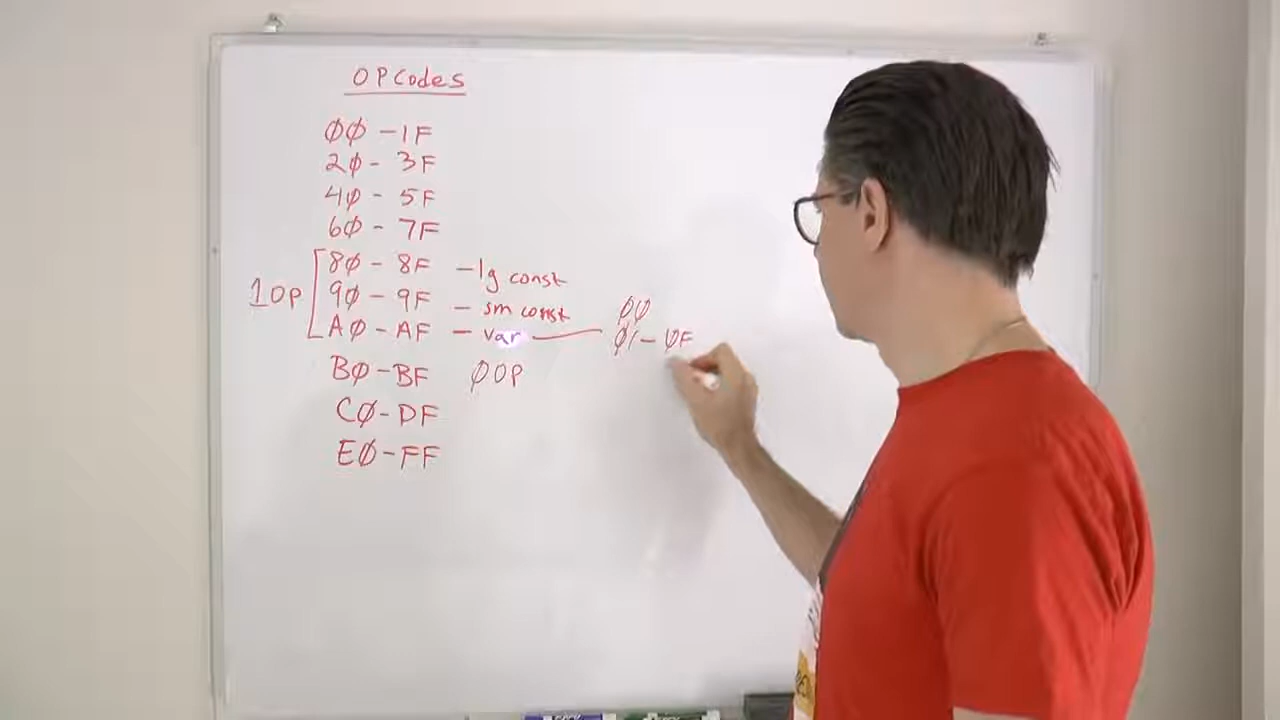 OPCodes
ØØ - 1F
2Ø - 3F
4Ø - 5F
6Ø - 7F
1OP
8Ø - 8F - lg const
9Ø - 9F - sm const
AØ - AF - var
ØØ
Ø1 - ØF
BØ - BF ØOP
CØ - DF
EØ - FF